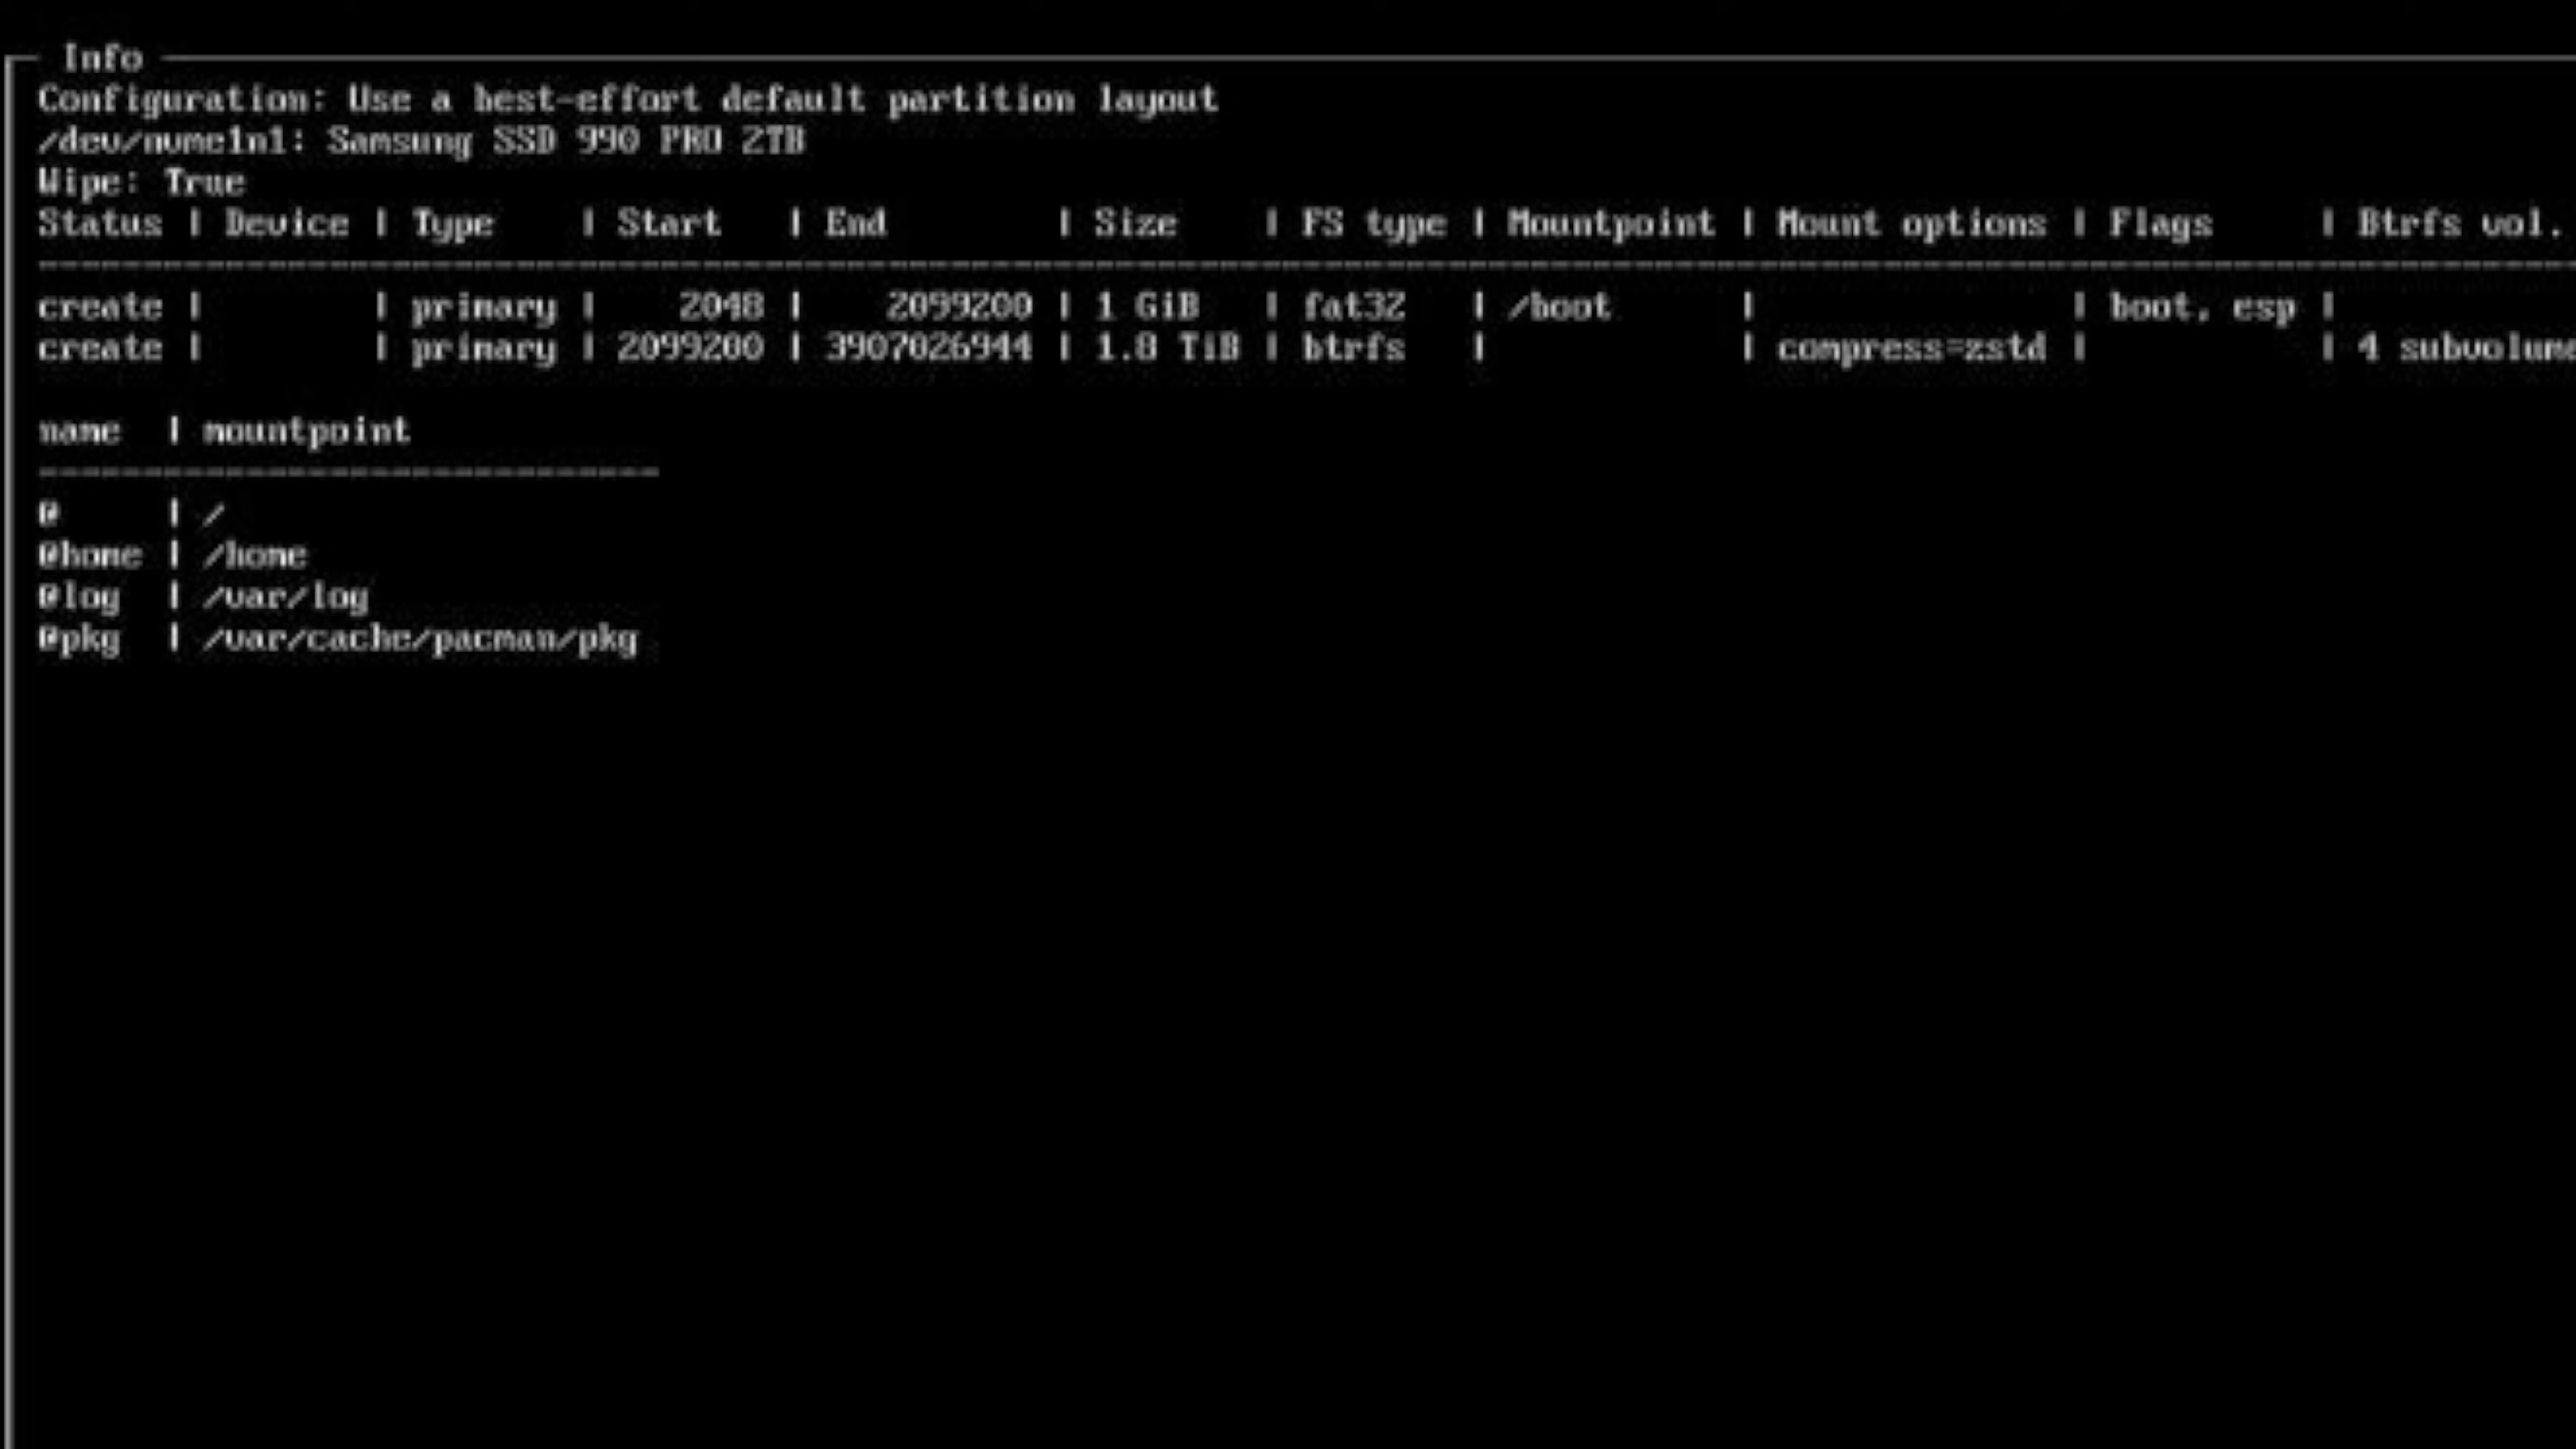 Info
Configuration: Use a best-effort default partition layout
/dev/nvme1n1: Samsung SSD 990 PRO 2TB
Wipe: True
Status | Device | Type | Start | End | Size | FS type | Mountpoint | Mount options | Flags | Btrfs vol.
create | | primary | 2048 | 2099200 | 1 GiB | fat32 | /boot | | boot, esp |
create | | primary | 2099200 | 3907026944 | 1.8 TiB | btrfs | | compress=zstd | | 4 subvolume
name | mountpoint
@ | /
@home | /home
@log | /var/log
@pkg | /var/cache/pacman/pkg